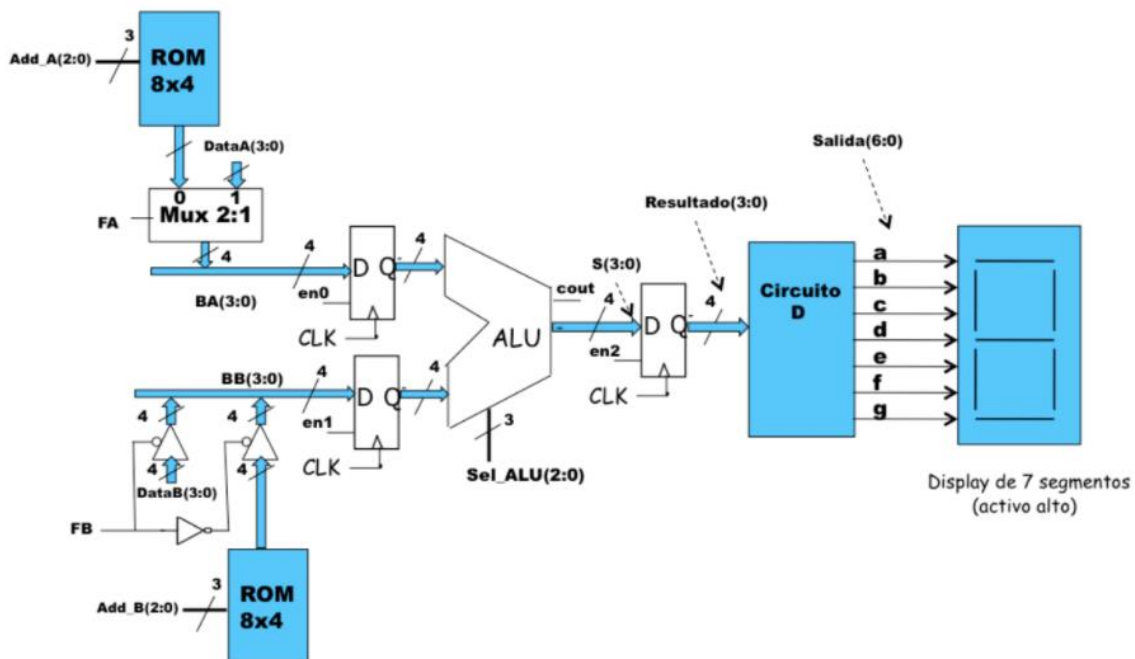 Add_A(2:0)
3
ROM
8x4
DataA(3:0)
0 1
Mux 2:1
FA
4
BA(3:0)
4
D Q
en0
CLK
4
BB(3:0)
4
D Q
en1
CLK
4
4
4
4
4
DataB(3:0)
FB
Add_B(2:0)
3
ROM
8x4
ALU
3
Sel_ALU(2:0)
cout
S(3:0)
4
D Q
en2
CLK
Resultado(3:0)
4
Circuito
D
Salida(6:0)
a
b
c
d
e
f
g
Display de 7 segmentos
(activo alto)